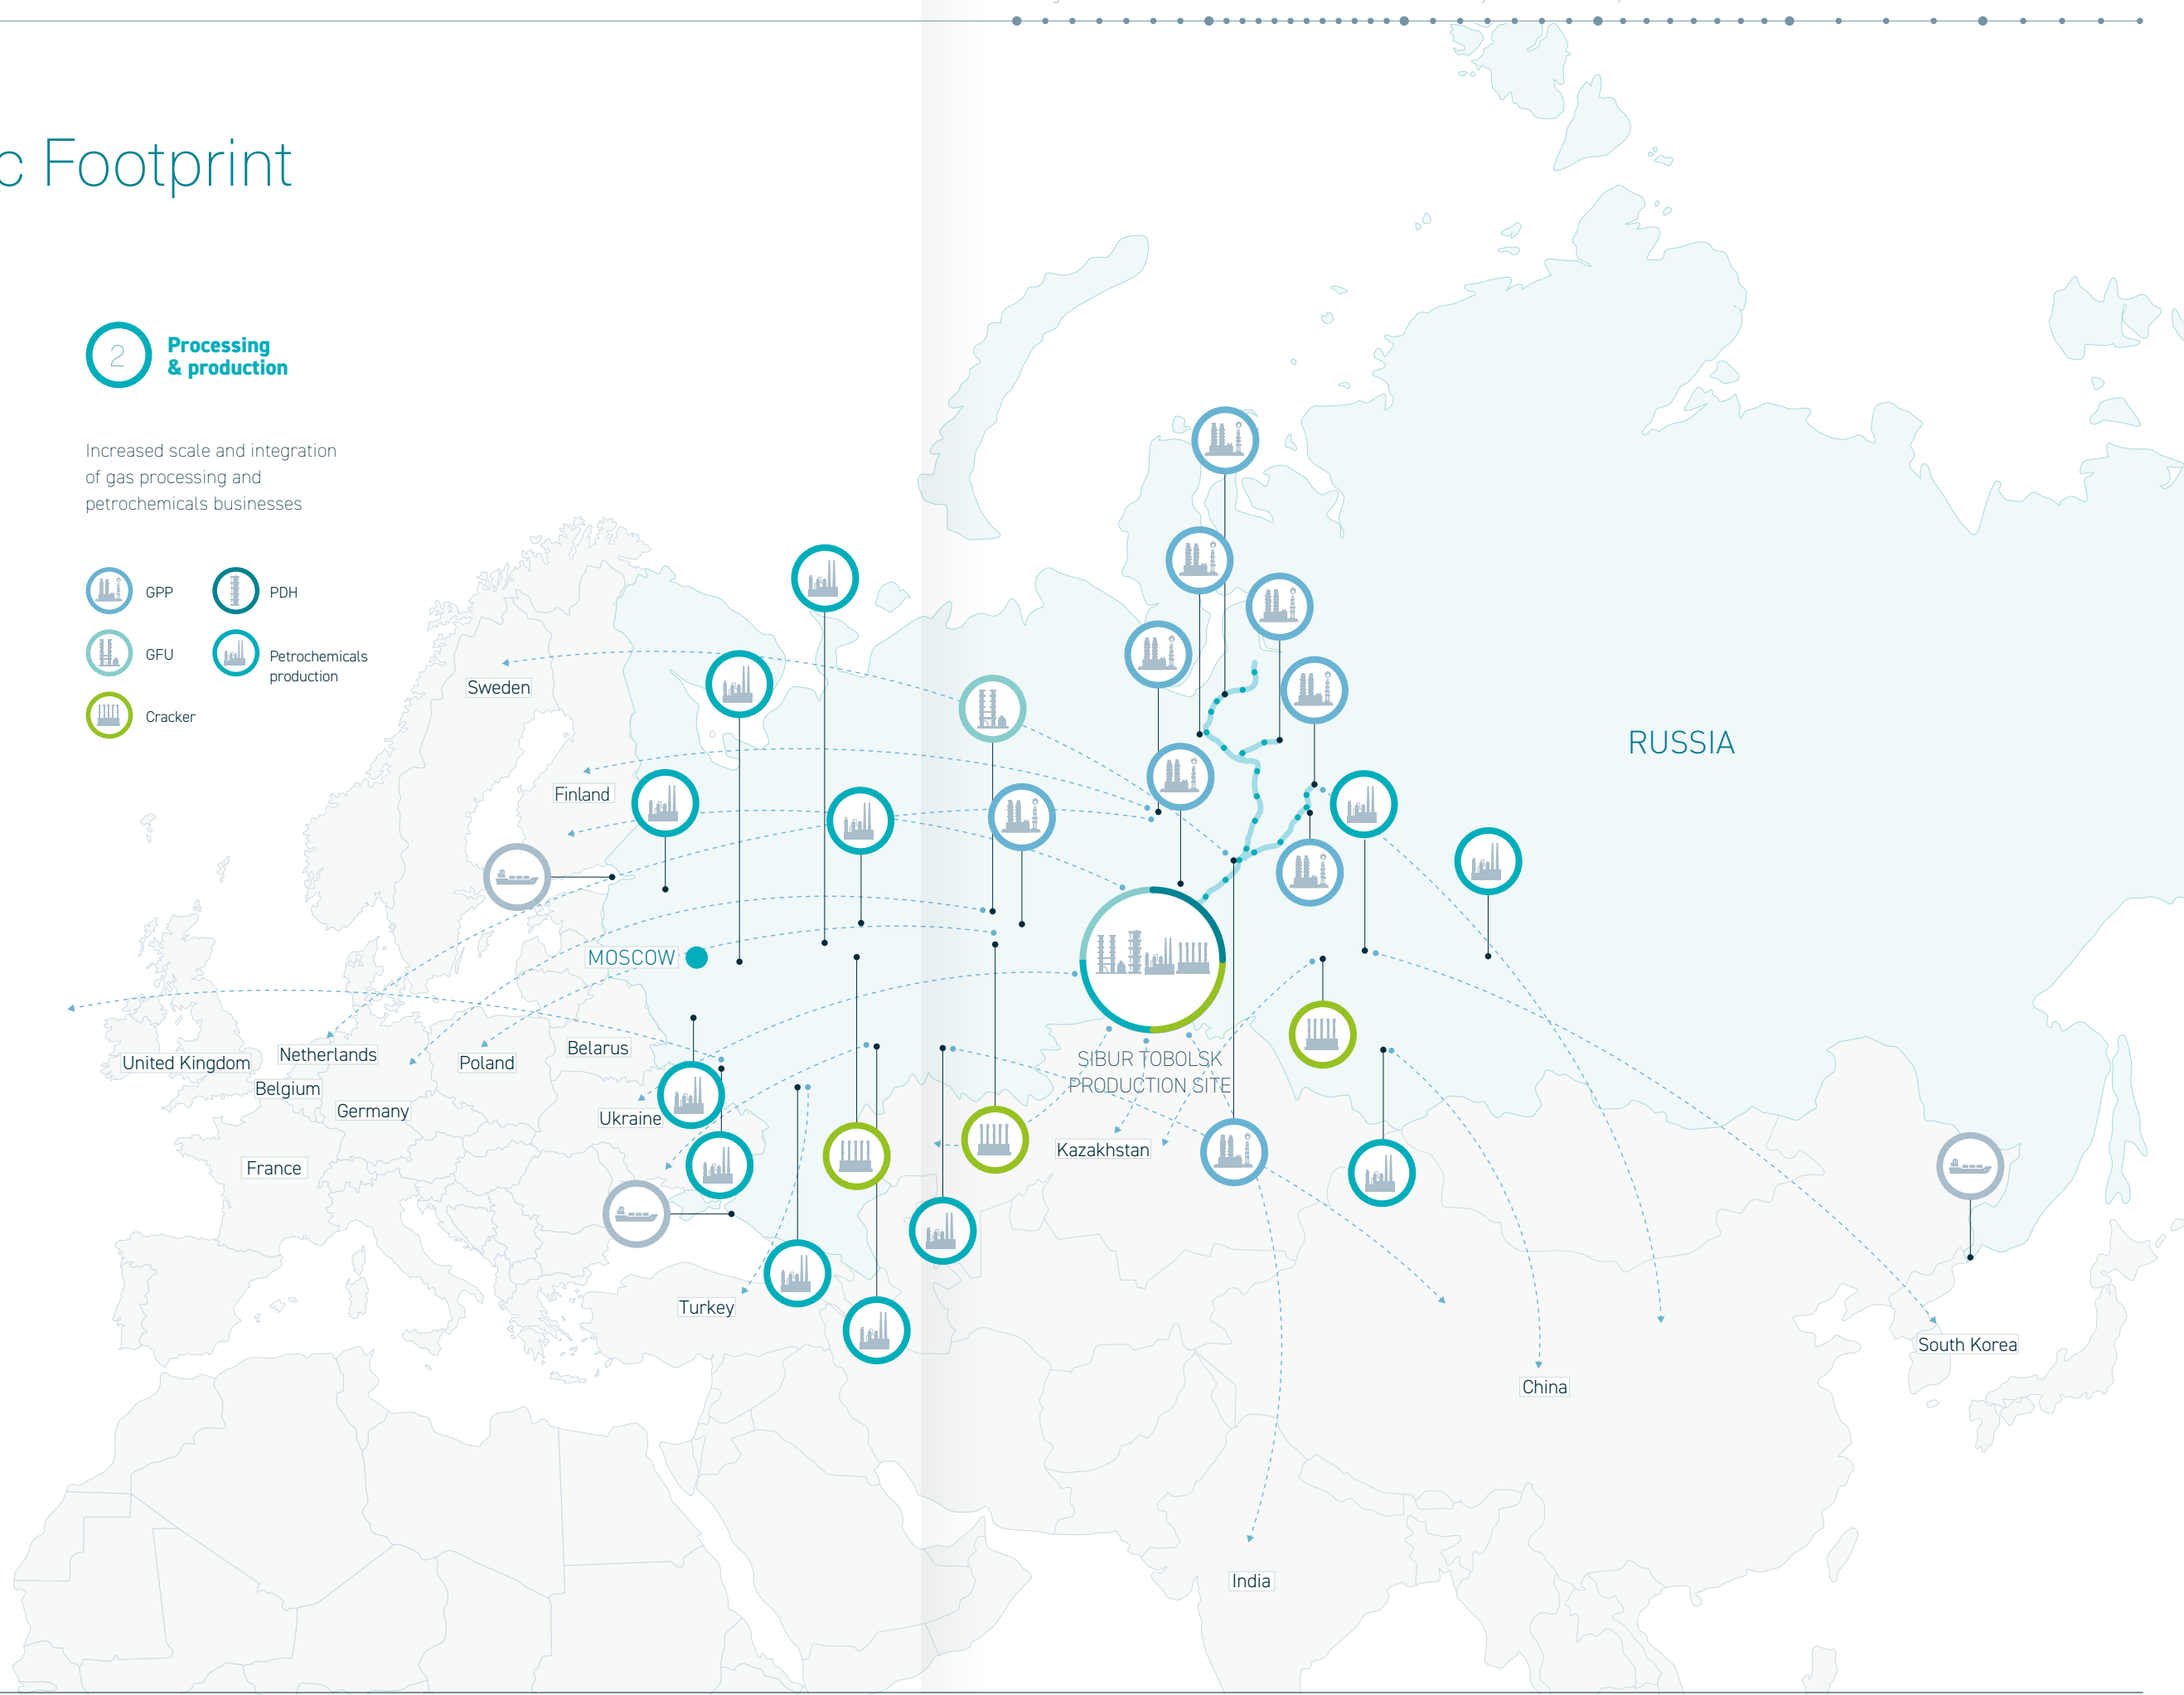 c Footprint
2
Processing
& production
Increased scale and integration
of gas processing and
petrochemicals businesses
GPP
PDH
GFU
Petrochemicals
production
Cracker
Sweden
Finland
RUSSIA
MOSCOW
United Kingdom
Netherlands
Belgium
Germany
Poland
Belarus
Ukraine
France
SIBUR TOBOLSK
PRODUCTION SITE
Kazakhstan
Turkey
South Korea
China
India